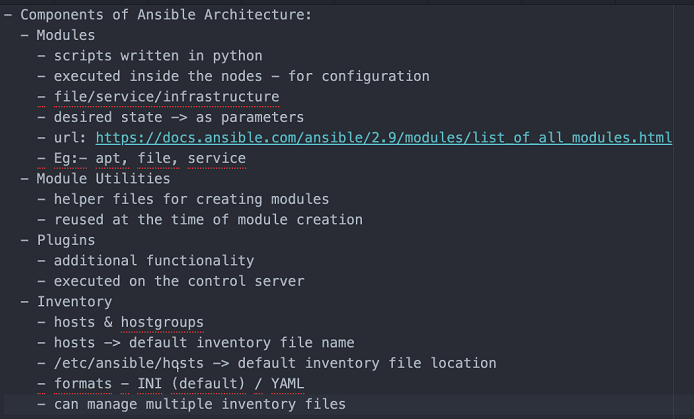 - Components of Ansible Architecture:
- Modules
- scripts written in python
- executed inside the nodes - for configuration
- file/service/infrastructure
- desired state -> as parameters
- url: https://docs.ansible.com/ansible/2.9/modules/list_of_all_modules.html
- Eg:- apt, file, service
- Module Utilities
- helper files for creating modules
- reused at the time of module creation
- Plugins
- additional functionality
- executed on the control server
- Inventory
- hosts & hostgroups
- hosts -> default inventory file name
- /etc/ansible/hosts -> default inventory file location
- formats - INI (default) / YAML
- can manage multiple inventory files